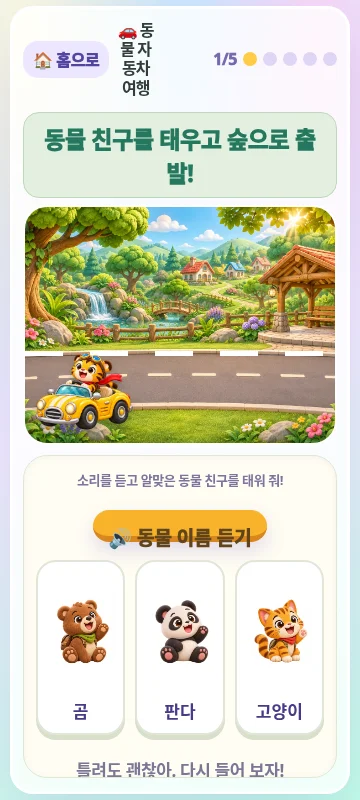 🏠 홈으로
🚗 동
물 자
동차
여행
1/5
동물 친구를 태우고 숲으로 출
발!
소리를 듣고 알맞은 동물 친구를 태워 줘!
🔊 동물 이름 듣기
곰
판다
고양이
틀려도 괜찮아. 다시 들어 보자!